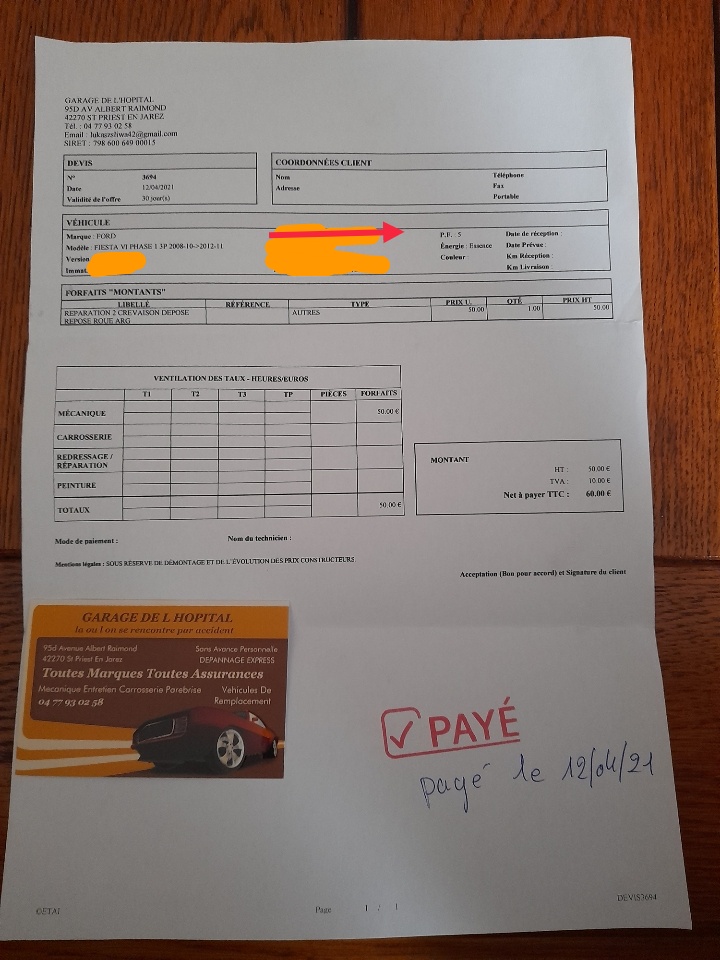 GARAGE DE L'HOPITAL
95D AV ALBERT RAIMOND
42270 ST PRIEST EN JAREZ
Tél. : 04 77 93 02 58
Email : lukaszsliwa42@gmail.com
SIRET : 798 600 649 00015
DEVIS
N° 3694
Date 12/04/2021
Validité de l'offre 30 jour(s)
COORDONNÉES CLIENT
Nom Téléphone
Adresse Fax
Portable
VÉHICULE
Marque : FORD P.F. 5 Date de réception :
Modèle : FIESTA VI PHASE 1 3P 2008-10->2012-11 Énergie : Essence Date Prévue :
Version Couleur : Km Réception :
Immat. Km Livraison :
FORFAITS "MONTANTS"
LIBELLÉ RÉFÉRENCE TYPE PRIX U. QTÉ PRIX HT
REPARATION 2 CREVAISON DEPOSE AUTRES 50.00 1.00 50.00
REPOSE ROUE ARG
VENTILATION DES TAUX - HEURES/EUROS
T1 T2 T3 TP PIÈCES FORFAITS
MÉCANIQUE 50.00 €
CARROSSERIE
REDRESSAGE /
RÉPARATION
PEINTURE
TOTAUX 50.00 €
MONTANT
HT : 50.00 €
TVA : 10.00 €
Net à payer TTC : 60.00 €
Mode de paiement : Nom du technicien :
Mentions légales : SOUS RÉSERVE DE DÉMONTAGE ET DE L'ÉVOLUTION DES PRIX CONSTRUCTEURS.
Acceptation (Bon pour accord) et Signature du client
GARAGE DE L HOPITAL
la ou l on se rencontre par accident
95d Avenue Albert Raimond Sans Avance Personnelle
42270 St Priest En Jarez DEPANNAGE EXPRESS
Toutes Marques Toutes Assurances
Mecanique Entretien Carrosserie Parebrise Vehicules De
04 77 93 02 58 Remplacement
PAYÉ
pagé le 12/04/21
©ETAI Page 1 / 1 DEVIS3694